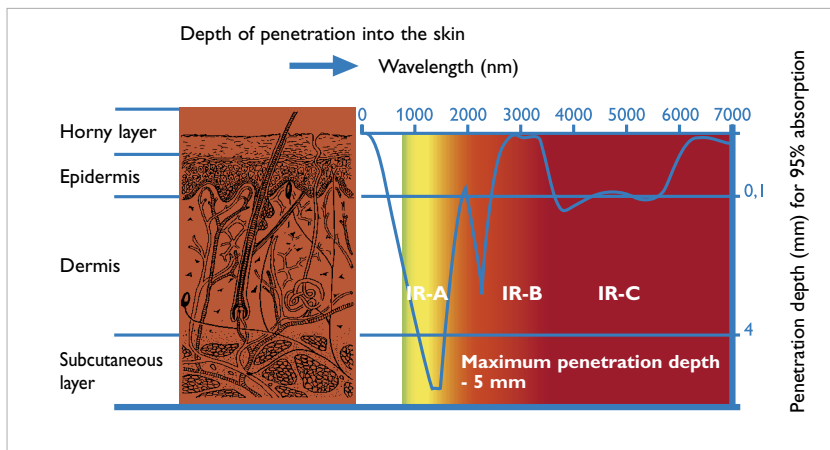 Depth of penetration into the skin
Wavelength (nm)
0 1000 2000 3000 4000 5000 6000 7000
Horny layer
Epidermis
Dermis
Subcutaneous
layer
IR-A IR-B IR-C
Maximum penetration depth
- 5 mm
0,1
4
Penetration depth (mm) for 95% absorption